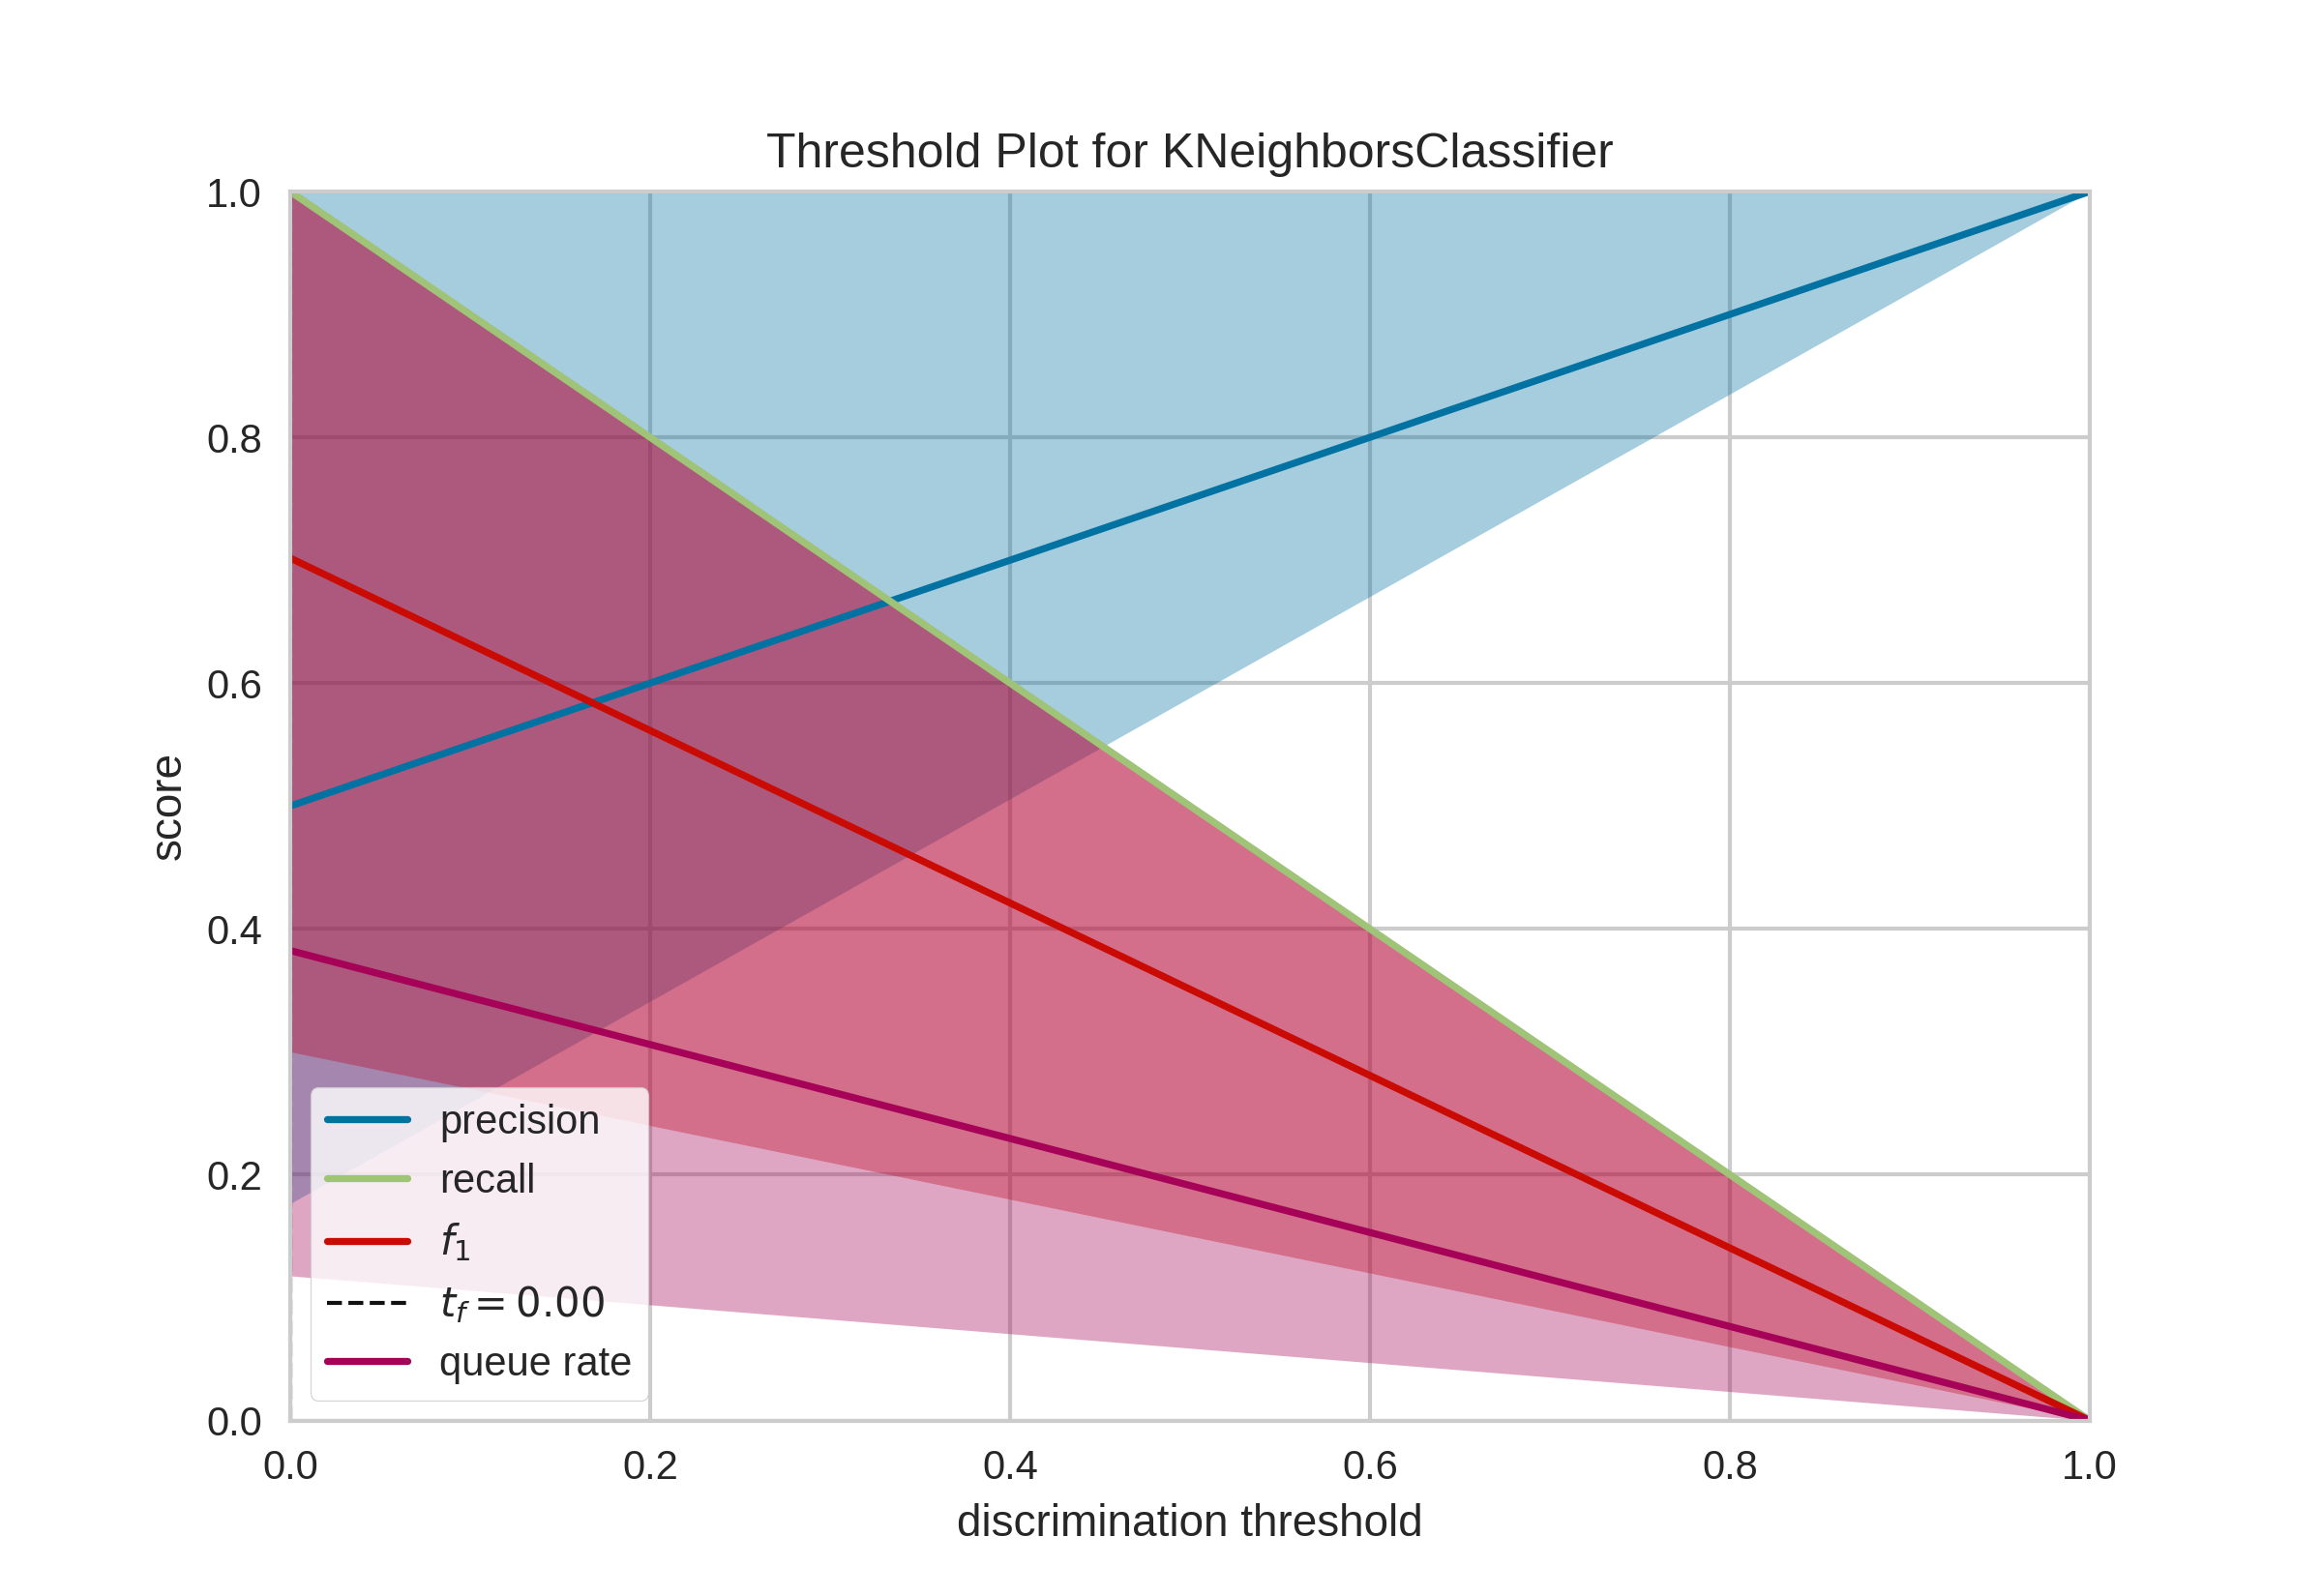 Threshold Plot for KNeighborsClassifier
1.0
0.8
0.6
0.4
0.2
0.0
score
precision
recall
f1
tf = 0.00
queue rate
0.0 0.2 0.4 0.6 0.8 1.0
discrimination threshold